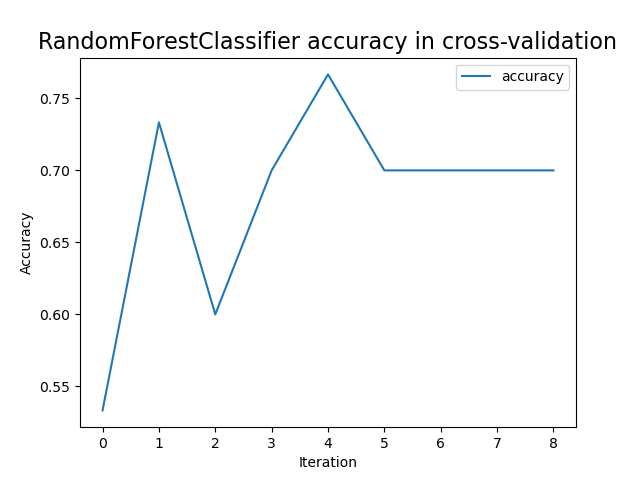 RandomForestClassifier accuracy in cross-validation
accuracy
0.75
0.70
0.65
0.60
0.55
Accuracy
0 1 2 3 4 5 6 7 8
Iteration